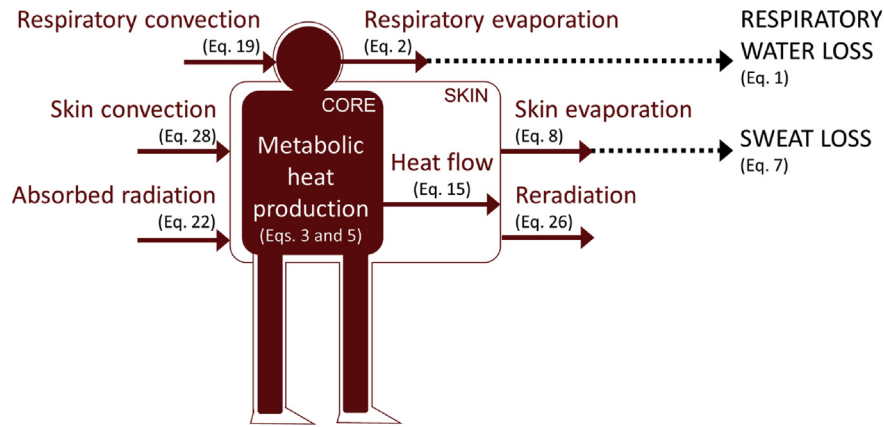 Respiratory convection
(Eq. 19)
Respiratory evaporation
(Eq. 2)
RESPIRATORY
WATER LOSS
(Eq. 1)
Skin convection
(Eq. 28)
CORE
SKIN
Skin evaporation
(Eq. 8)
SWEAT LOSS
(Eq. 7)
Metabolic
heat
production
(Eqs. 3 and 5)
Heat flow
(Eq. 15)
Absorbed radiation
(Eq. 22)
Reradiation
(Eq. 26)